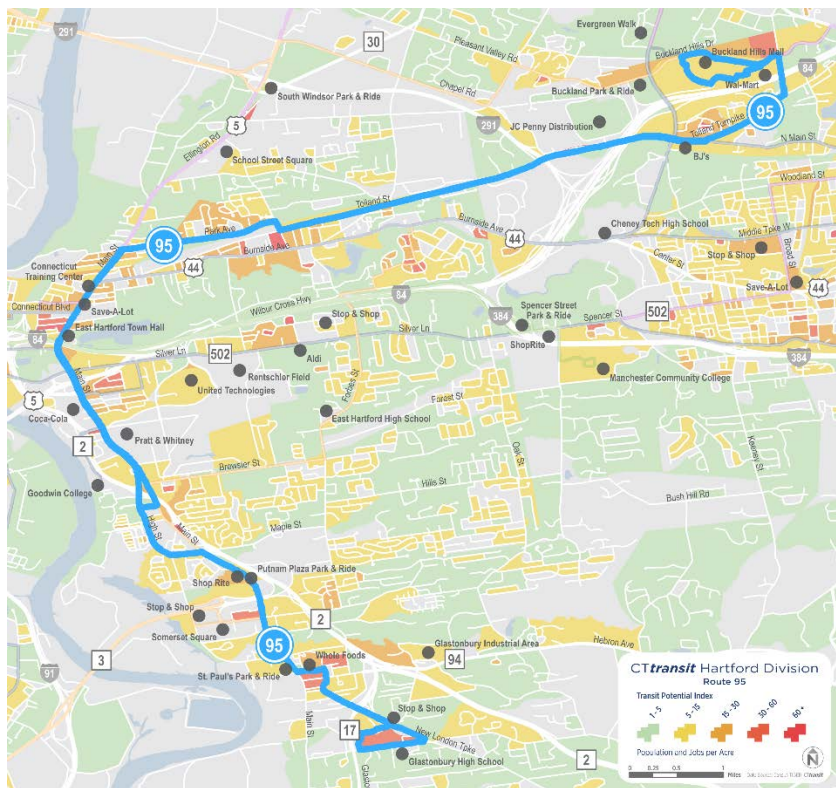 291
30
Evergreen Walk
Pleasant Valley Rd
Buckland Hills Dr
Buckland Hills Mall
84
Wal-Mart
South Windsor Park & Ride
Chapel Rd
Buckland Park & Ride
95
5
Ellington Rd
291
JC Penny Distribution
Tolland Turnpike
N Main St
School Street Square
BJ's
Woodland St
Tolland St
Main St
95
Park Ave
Burnside Ave
44
Burnside Ave
Cheney Tech High School
Middle Tpke W
Broad St
Center St
Stop & Shop
44
Connecticut
Training Center
44
Connecticut Blvd
Save-A-Lot
Wilbur Cross Hwy
84
Save-A-Lot
84
East Hartford Town Hall
Stop & Shop
384
Spencer Street
Park & Ride
Spencer St
502
Silver Ln
ShopRite
384
Silver Ln
502
Aldi
Rentschler Field
United Technologies
Main St
Forbes St
Manchester Community College
5
Coca-Cola
2
Forest St
East Hartford High School
Pratt & Whitney
Oak St
Keeney St
Brewster St
Goodwin College
Hills St
Bush Hill Rd
High St
Main St
Maple St
Shop Rite
Putnam Plaza Park & Ride
Stop & Shop
2
Somerset Square
95
Hebron Ave
Glastonbury Industrial Area
94
3
91
Whole Foods
St. Paul's Park & Ride
Main St
Stop & Shop
17
New London Tpke
Glastonbury High School
2
CTtransit Hartford Division
Route 95
Transit Potential Index
1 - 5
5 - 15
15 - 30
30 - 60
60 +
Population and Jobs per Acre
N
0 0.25 0.5 1
Miles